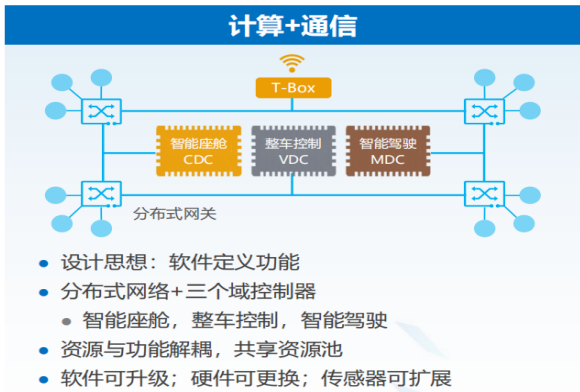 计算+通信
T-Box
智能座舱
CDC
整车控制
VDC
智能驾驶
MDC
分布式网关
设计思想：软件定义功能
分布式网络+三个域控制器
智能座舱，整车控制，智能驾驶
资源与功能解耦，共享资源池
软件可升级；硬件可更换；传感器可扩展